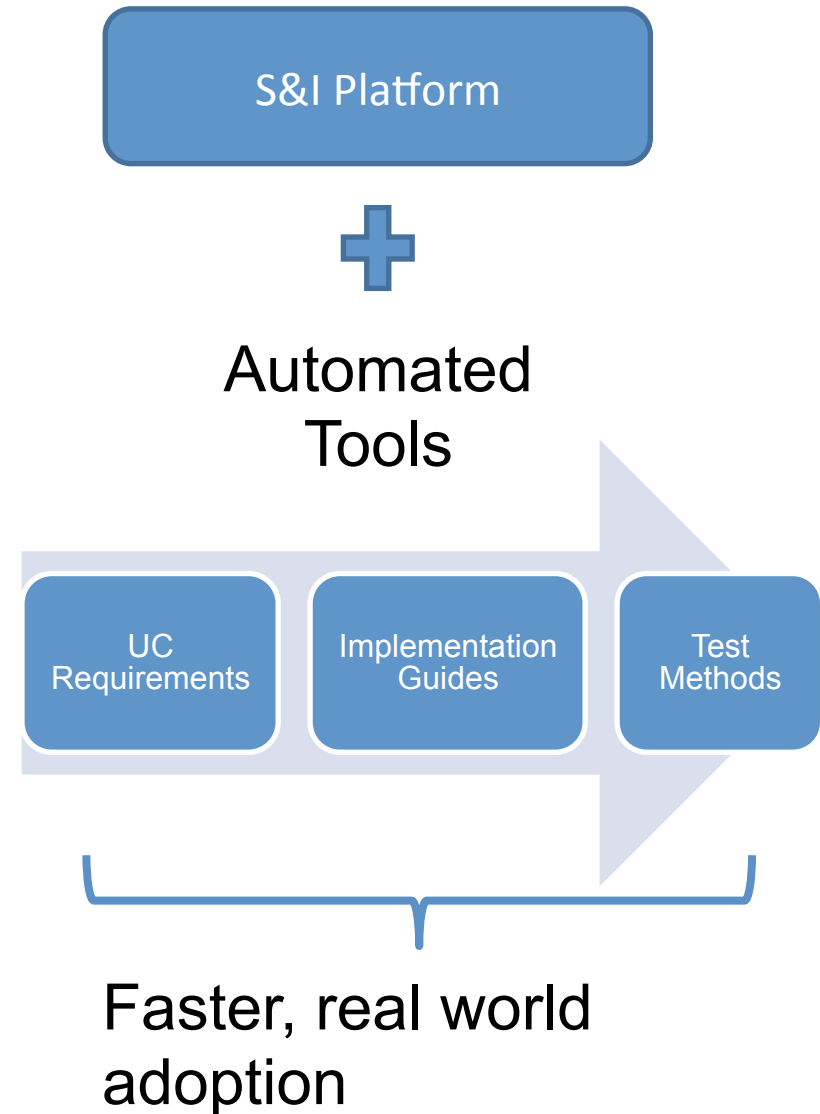 S&I Platform
Automated
Tools
UC
Requirements
Implementation
Guides
Test
Methods
Faster, real world
adoption